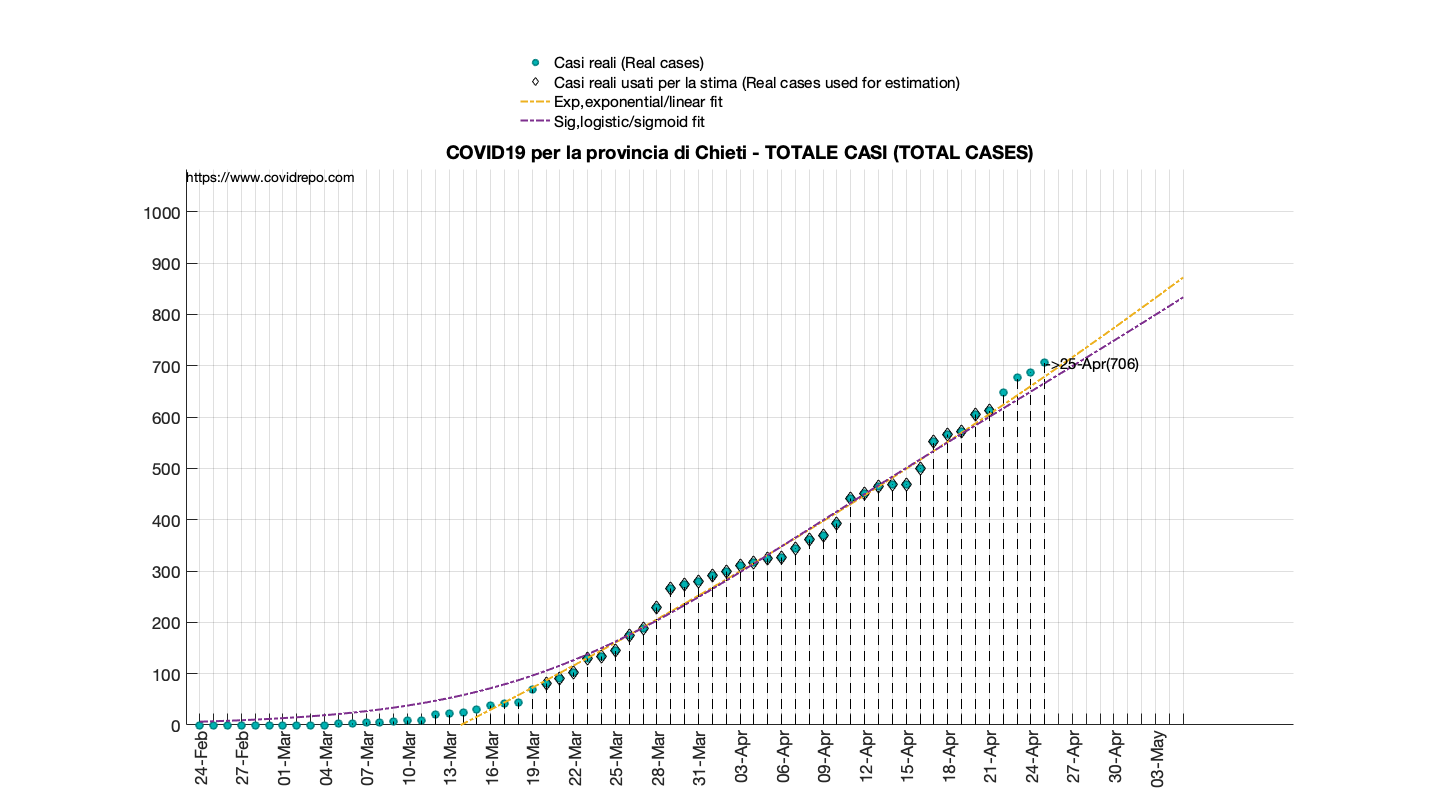 Casi reali (Real cases)
Casi reali usati per la stima (Real cases used for estimation)
Exp,exponential/linear fit
Sig,logistic/sigmoid fit
COVID19 per la provincia di Chieti - TOTALE CASI (TOTAL CASES)
https://www.covidrepo.com
1000
900
800
700
600
500
400
300
200
100
0
->25-Apr(706)
24-Feb
27-Feb
01-Mar
04-Mar
07-Mar
10-Mar
13-Mar
16-Mar
19-Mar
22-Mar
25-Mar
28-Mar
31-Mar
03-Apr
06-Apr
09-Apr
12-Apr
15-Apr
18-Apr
21-Apr
24-Apr
27-Apr
30-Apr
03-May